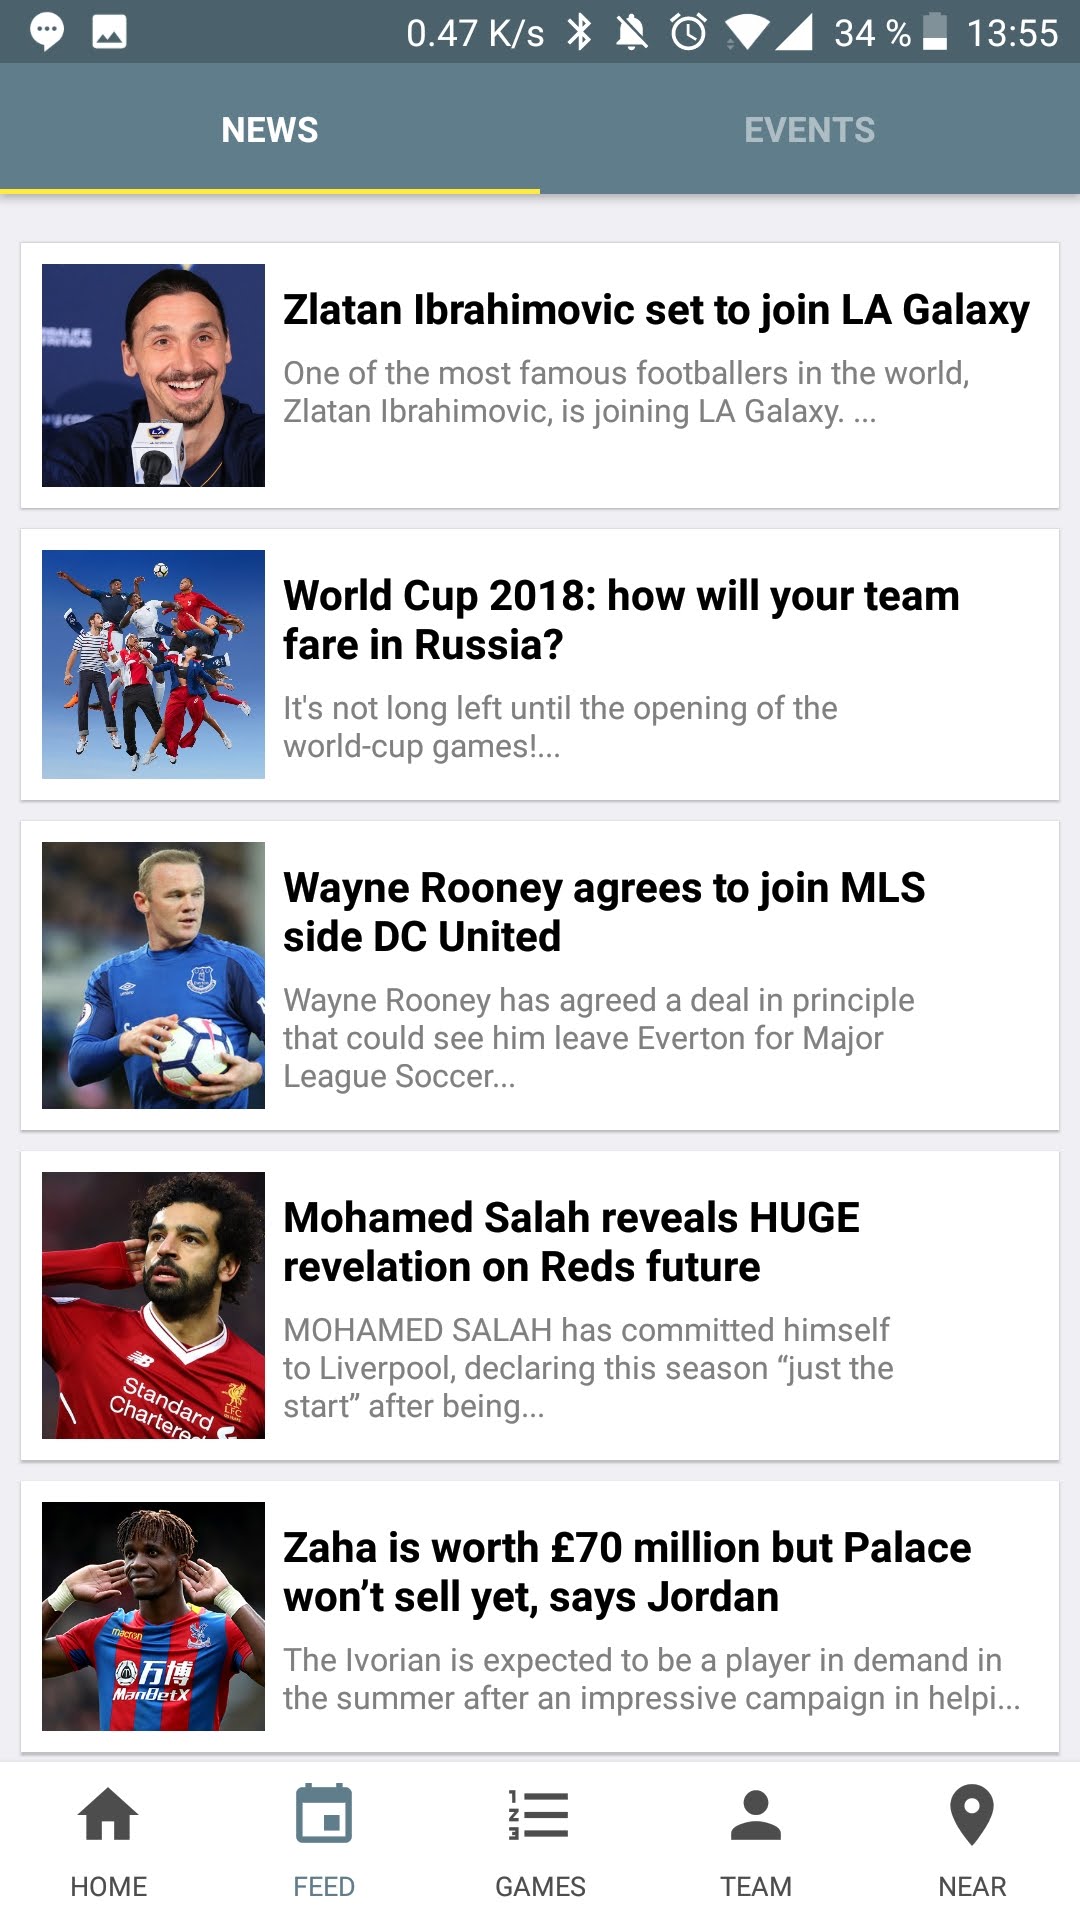 0.47 K/s 34 % 13:55
NEWS EVENTS
Zlatan Ibrahimovic set to join LA Galaxy
One of the most famous footballers in the world,
Zlatan Ibrahimovic, is joining LA Galaxy. ...
LA
World Cup 2018: how will your team
fare in Russia?
It's not long left until the opening of the
world-cup games!...
Wayne Rooney agrees to join MLS
side DC United
Wayne Rooney has agreed a deal in principle
that could see him leave Everton for Major
League Soccer...
Mohamed Salah reveals HUGE
revelation on Reds future
MOHAMED SALAH has committed himself
to Liverpool, declaring this season “just the
start” after being...
Standard
Chartered
L.F.C
Zaha is worth £70 million but Palace
won’t sell yet, says Jordan
The Ivorian is expected to be a player in demand in
the summer after an impressive campaign in helpi...
macron
万博
ManBetX
1
2
3
HOME FEED GAMES TEAM NEAR